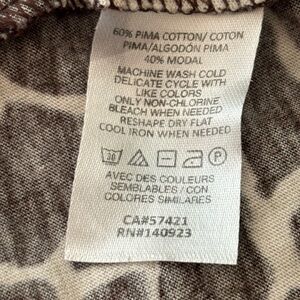 60% PIMA COTTON/ COTON
PIMA/ALGODÓN PIMA
40% MODAL
MACHINE WASH COLD
DELICATE CYCLE WITH
LIKE COLORS
ONLY NON-CHLORINE
BLEACH WHEN NEEDED
RESHAPE DRY FLAT
COOL IRON WHEN NEEDED
30
P
AVEC DES COULEURS
SEMBLABLES / CON
COLORES SIMILARES
CA#57421
RN#140923